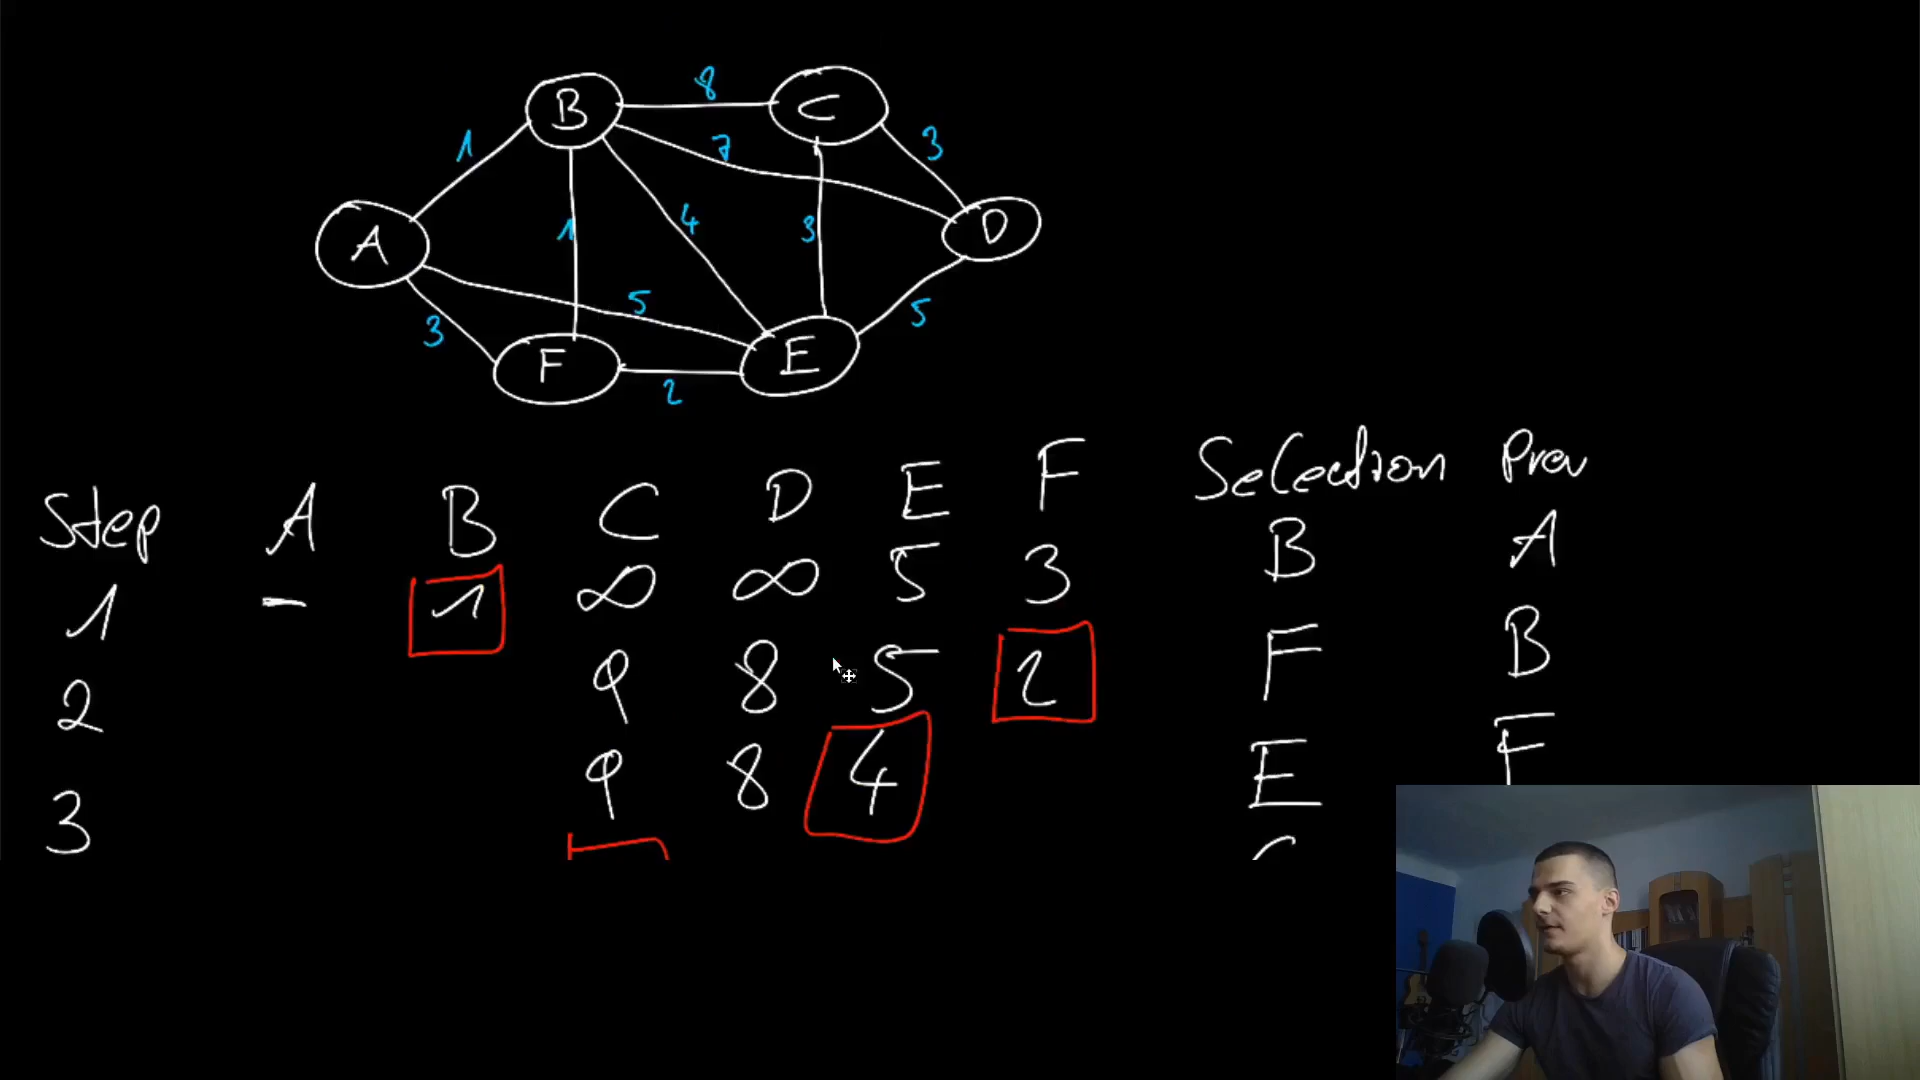 B 8 C
1 7 3
A 1 4 3 D
3 5 5
F 2 E
Step A B C D E F Selection Prev
1 - 1 ∞ ∞ 5 3 B A
2 9 8 5 2 F B
3 9 8 4 E F